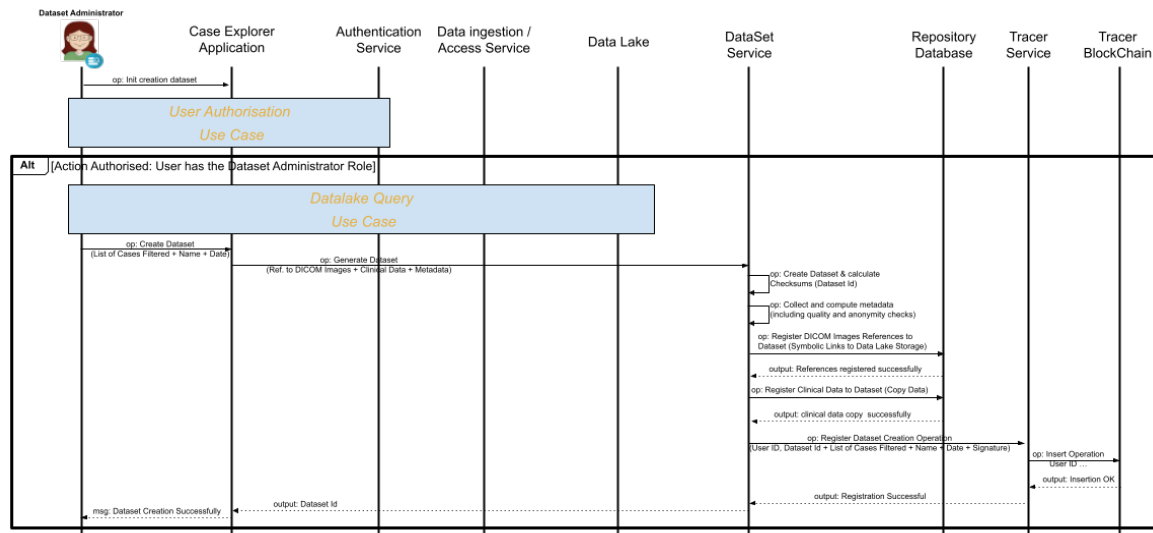 Dataset Administrator
Case Explorer
Application
Authentication
Service
Data ingestion /
Access Service
Data Lake
DataSet
Service
Repository
Database
Tracer
Service
Tracer
BlockChain
op: Init creation dataset
User Authorisation
Use Case
Alt
[Action Authorised: User has the Dataset Administrator Role]
Datalake Query
Use Case
op: Create Dataset
(List of Cases Filtered + Name + Date)
op: Generate Dataset
(Ref. to DICOM Images + Clinical Data + Metadata)
op: Create Dataset & calculate
Checksums (Dataset Id)
op: Collect and compute metadata
(including quality and anonymity checks)
op: Register DICOM Images References to
Dataset (Symbolic Links to Data Lake Storage)
output: References registered successfully
op: Register Clinical Data to Dataset (Copy Data)
output: clinical data copy successfully
op: Register Dataset Creation Operation
(User ID, Dataset Id + List of Cases Filtered + Name + Date + Signature)
op: Insert Operation
User ID ...
output: Insertion OK
output: Registration Successful
output: Dataset Id
msg: Dataset Creation Successfully